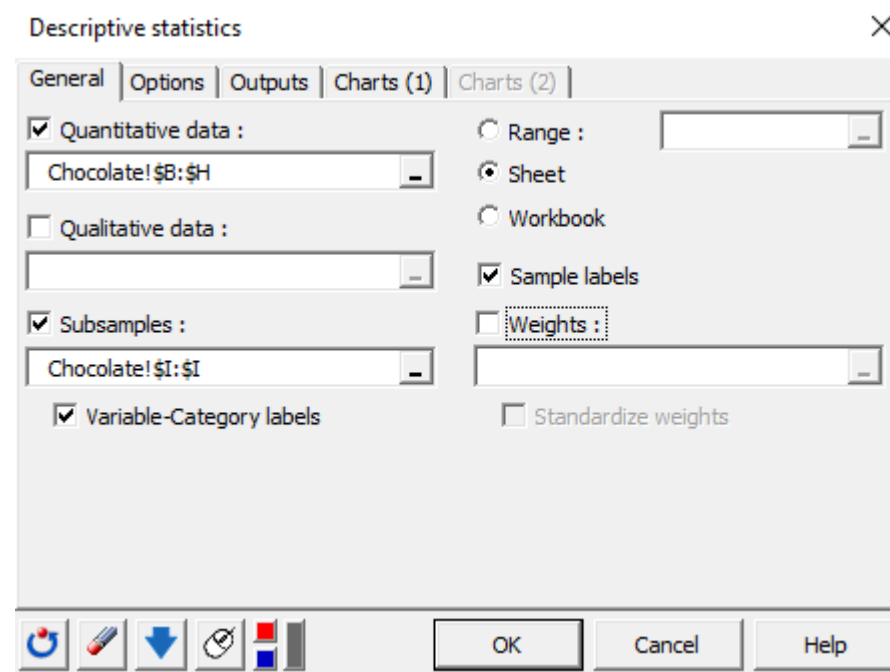 Descriptive statistics
General Options Outputs Charts (1) Charts (2)
Quantitative data :
Chocolate!$B:$H
Qualitative data :
Subsamples :
Chocolate!$I:$I
Variable-Category labels
Range :
Sheet
Workbook
Sample labels
Weights :
Standardize weights
OK Cancel Help